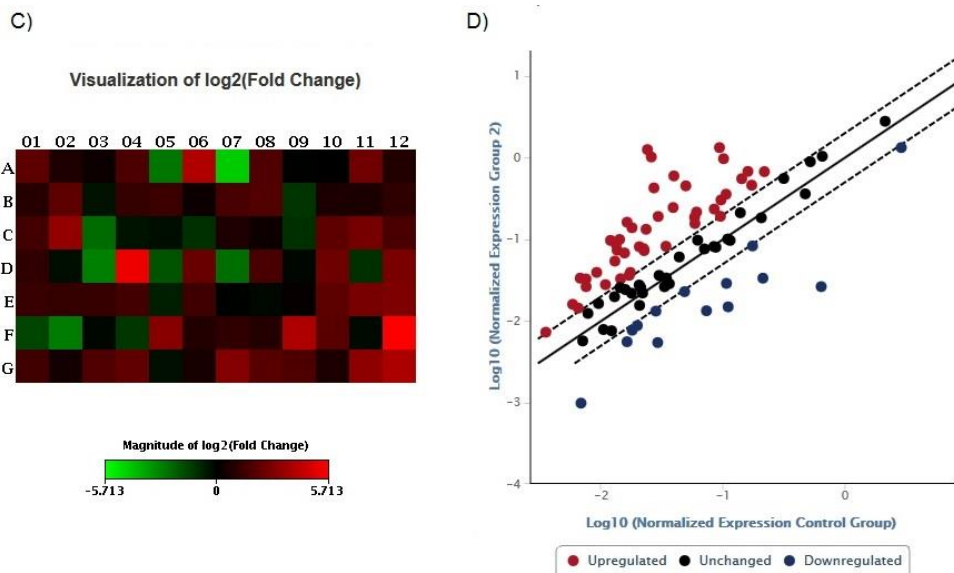 C)
Visualization of log2(Fold Change)
01 02 03 04 05 06 07 08 09 10 11 12
A
B
C
D
E
F
G
Magnitude of log2(Fold Change)
-5.713 0 5.713
D)
Log10 (Normalized Expression Group 2)
1
0
-1
-2
-3
-4
-2 -1 0
Log10 (Normalized Expression Control Group)
Upregulated Unchanged Downregulated